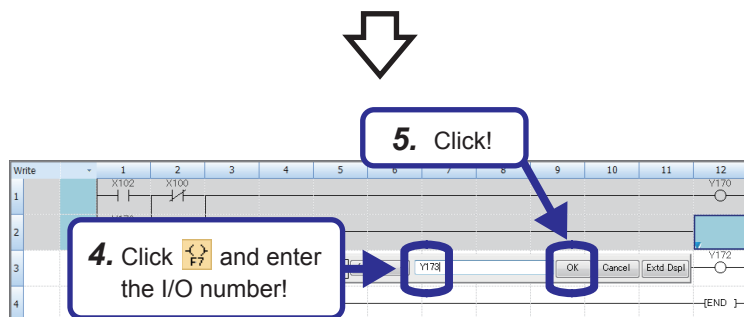 5. Click!
Write 1 2 3 4 5 6 7 8 9 10 11 12
X102 X100 Y170
1
2
4. Click F7 and enter
the I/O number!
3 Y173 OK Cancel Extd Dspl Y172
4 END